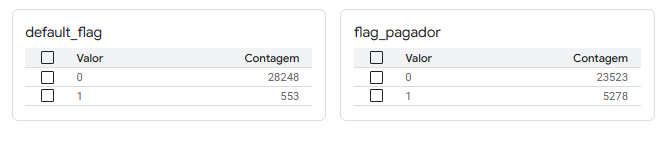 default_flag
Valor Contagem
0 28248
1 553
flag_pagador
Valor Contagem
0 23523
1 5278